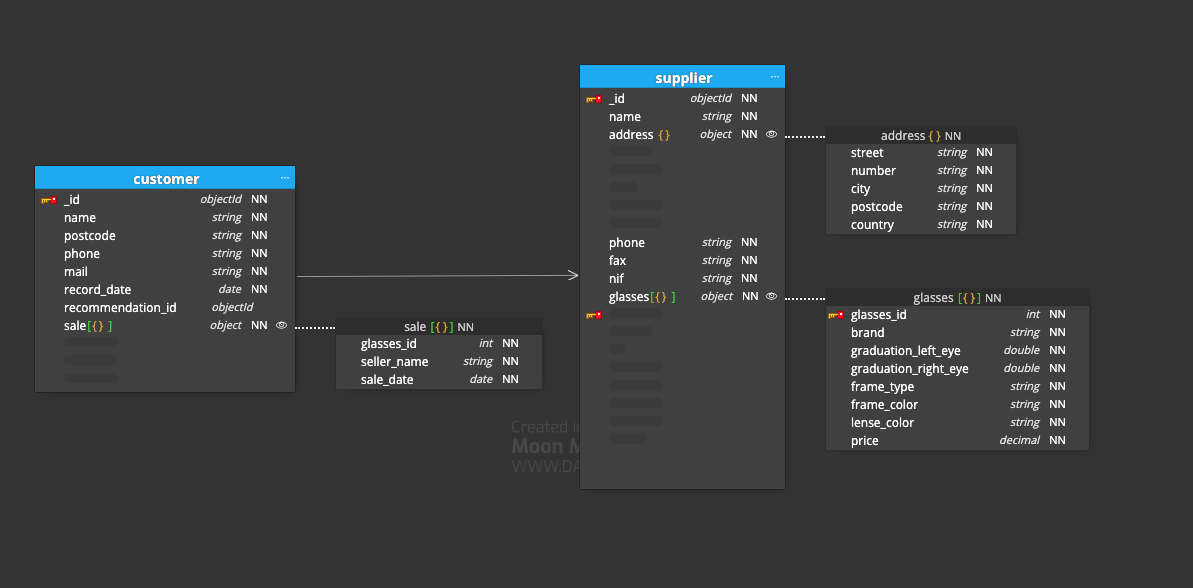 customer ...
_id objectId NN
name string NN
postcode string NN
phone string NN
mail string NN
record_date date NN
recommendation_id objectId
sale[{} ] object NN
sale [{}] NN
glasses_id int NN
seller_name string NN
sale_date date NN
supplier ...
_id objectId NN
name string NN
address {} object NN
phone string NN
fax string NN
nif string NN
glasses[{} ] object NN
address {} NN
street string NN
number string NN
city string NN
postcode string NN
country string NN
glasses [{}] NN
glasses_id int NN
brand string NN
graduation_left_eye double NN
graduation_right_eye double NN
frame_type string NN
frame_color string NN
lense_color string NN
price decimal NN
Created in
Moon M
WWW.DA